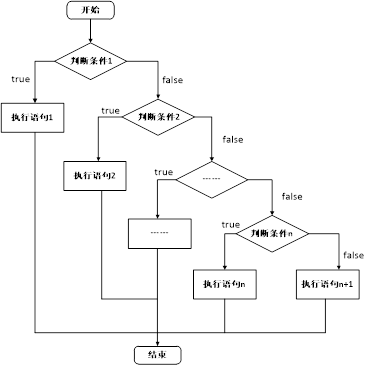 开始
判断条件1
true
false
执行语句1
判断条件2
true
false
执行语句2
……
true
false
……
判断条件n
true
false
执行语句n
执行语句n+1
结束